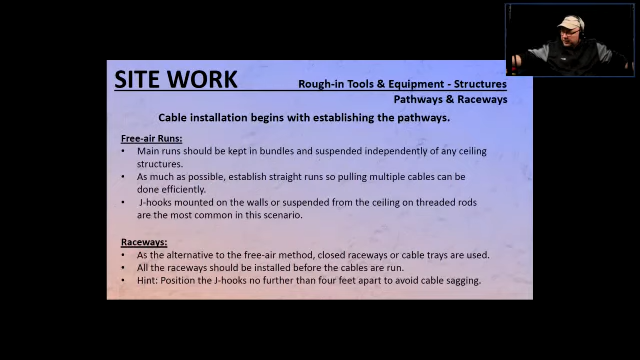 SITE WORK
Rough-in Tools & Equipment - Structures
Pathways & Raceways
Cable installation begins with establishing the pathways.
Free-air Runs:
• Main runs should be kept in bundles and suspended independently of any ceiling
structures.
• As much as possible, establish straight runs so pulling multiple cables can be
done efficiently.
• J-hooks mounted on the walls or suspended from the ceiling on threaded rods
are the most common in this scenario.
Raceways:
• As the alternative to the free-air method, closed raceways or cable trays are used.
• All the raceways should be installed before the cables are run.
• Hint: Position the J-hooks no further than four feet apart to avoid cable sagging.